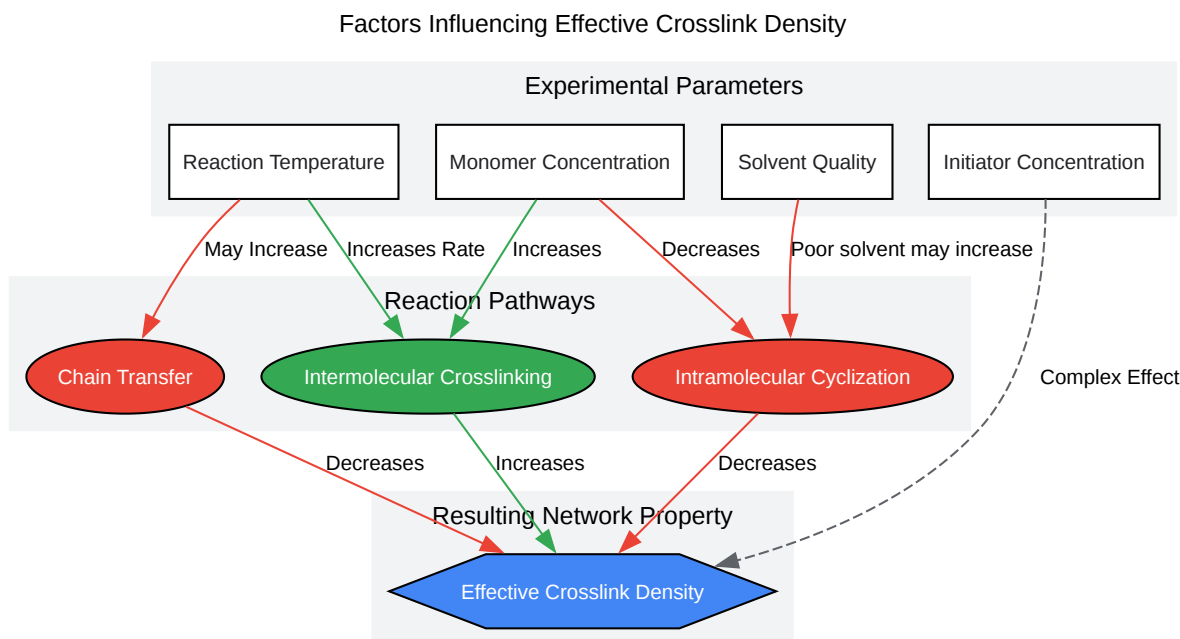 Factors Influencing Effective Crosslink Density
Experimental Parameters
Reaction Temperature
Monomer Concentration
Solvent Quality
Initiator Concentration
May Increase
Increases Rate
Increases
Decreases
Poor solvent may increase
Reaction Pathways
Chain Transfer
Intermolecular Crosslinking
Intramolecular Cyclization
Complex Effect
Decreases
Increases
Decreases
Resulting Network Property
Effective Crosslink Density